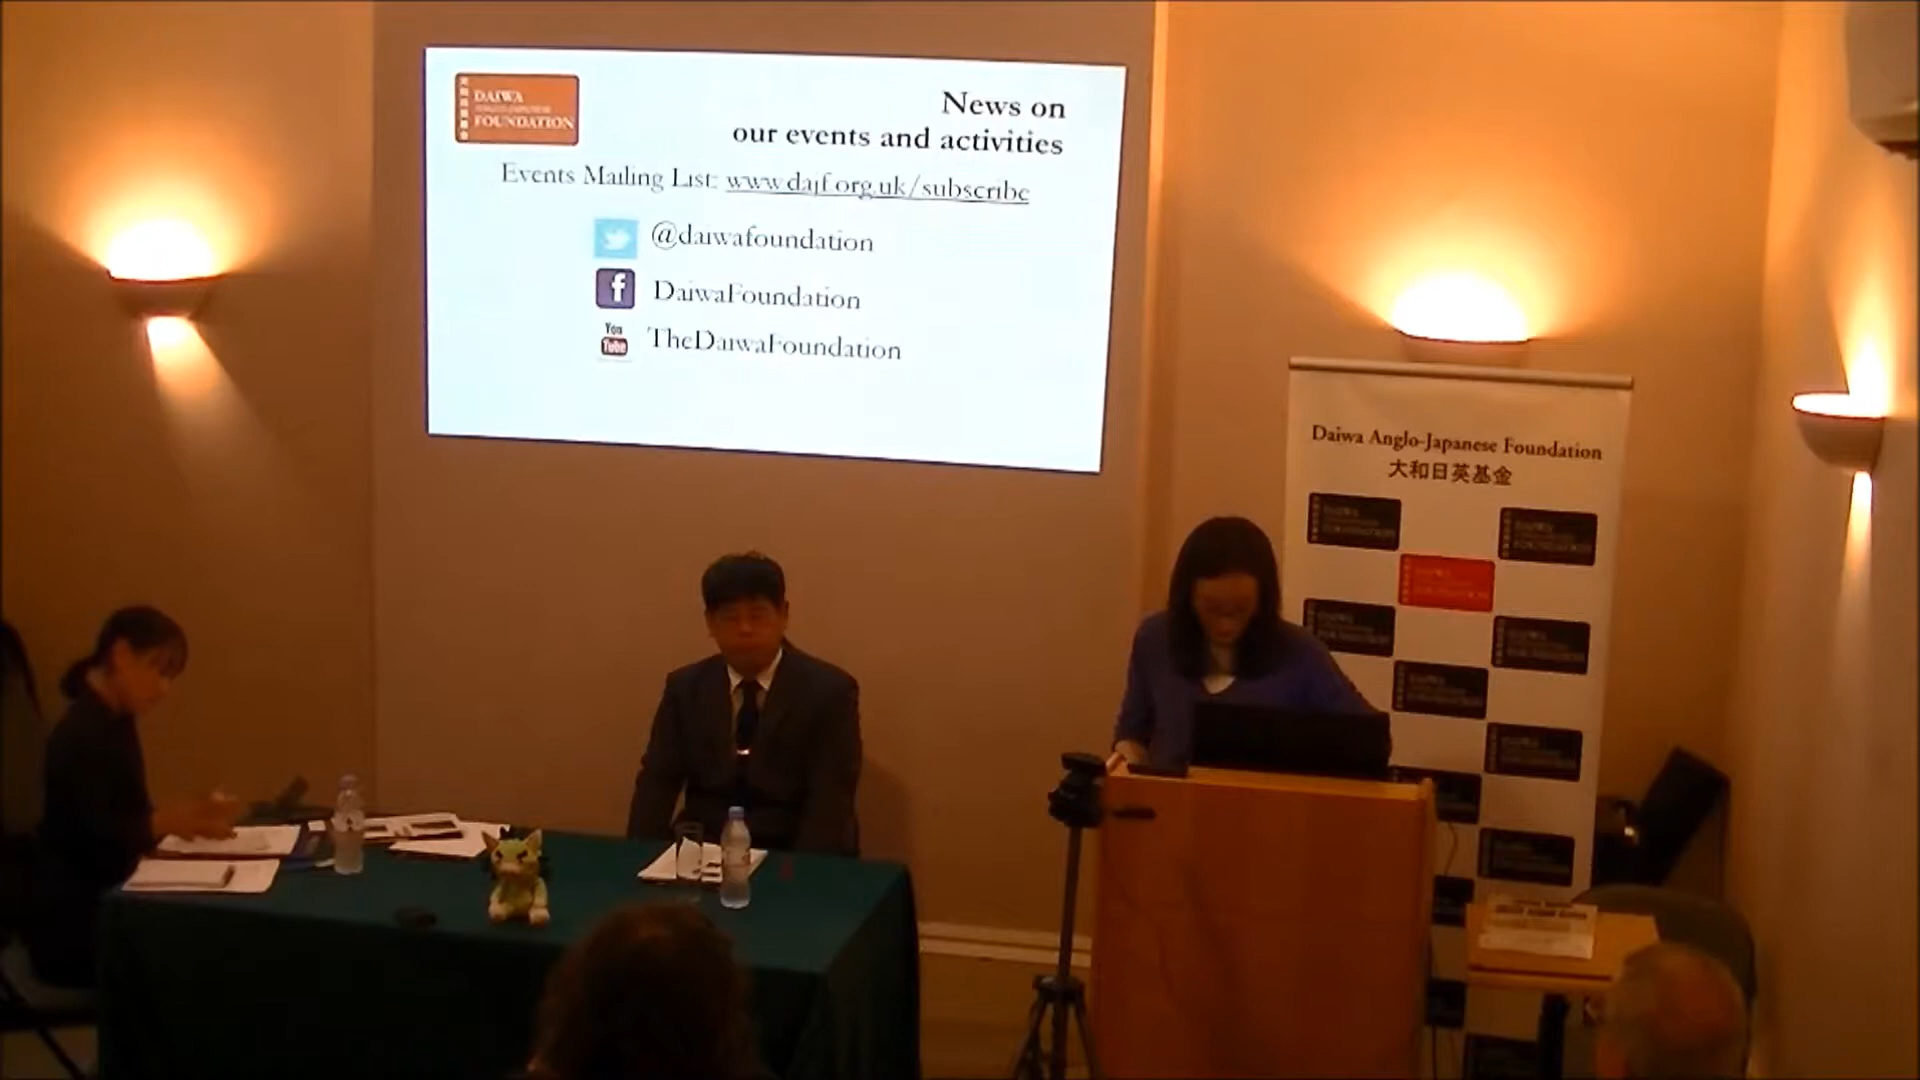 DAIWA
FOUNDATION
News on
our events and activities
Events Mailing List: www.dajf.org.uk/subscribe
@daiwafoundation
f DaiwaFoundation
You
Tube
TheDaiwaFoundation
Daiwa Anglo-Japanese Foundation
大和日英基金